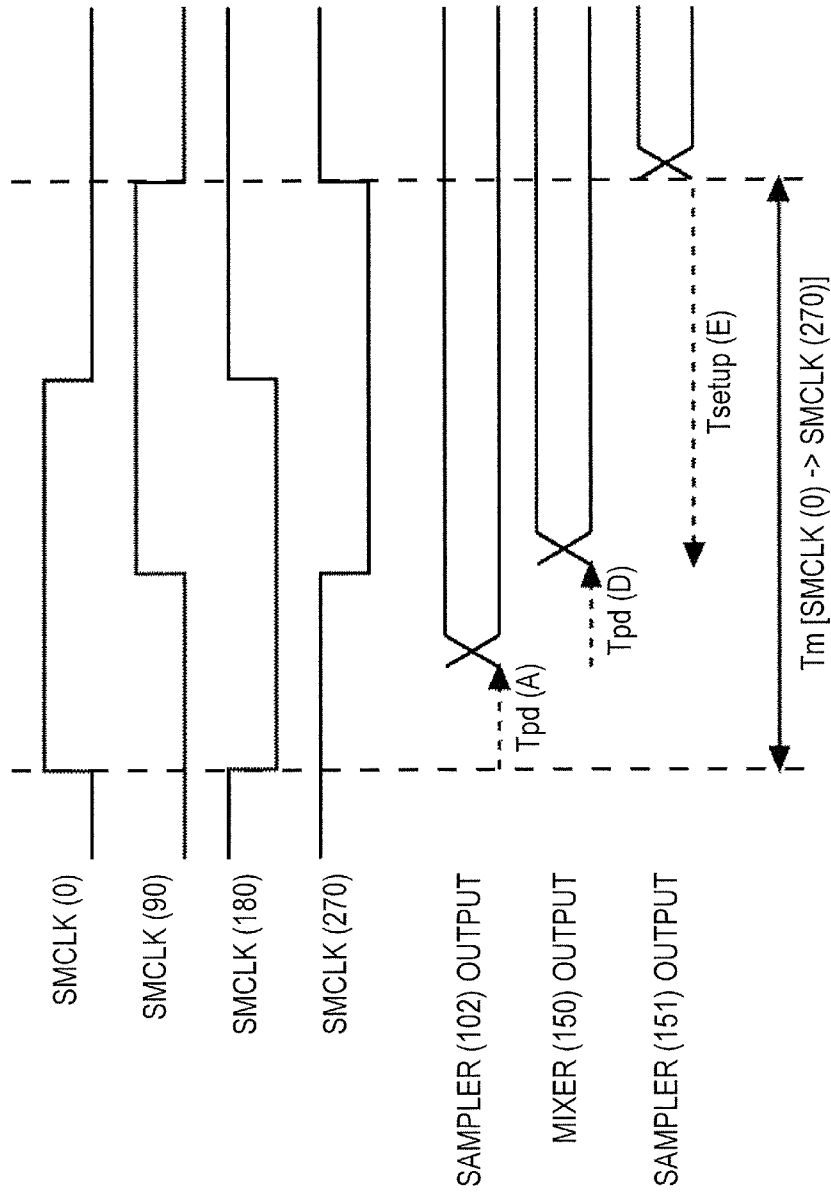 SMCLK (0)
SMCLK (90)
SMCLK (180)
SMCLK (270)
SAMPLER (102) OUTPUT
Tpd (A)
MIXER (150) OUTPUT
Tpd (D)
SAMPLER (151) OUTPUT
Tsetup (E)
Tm [SMCLK (0) -> SMCLK (270)]